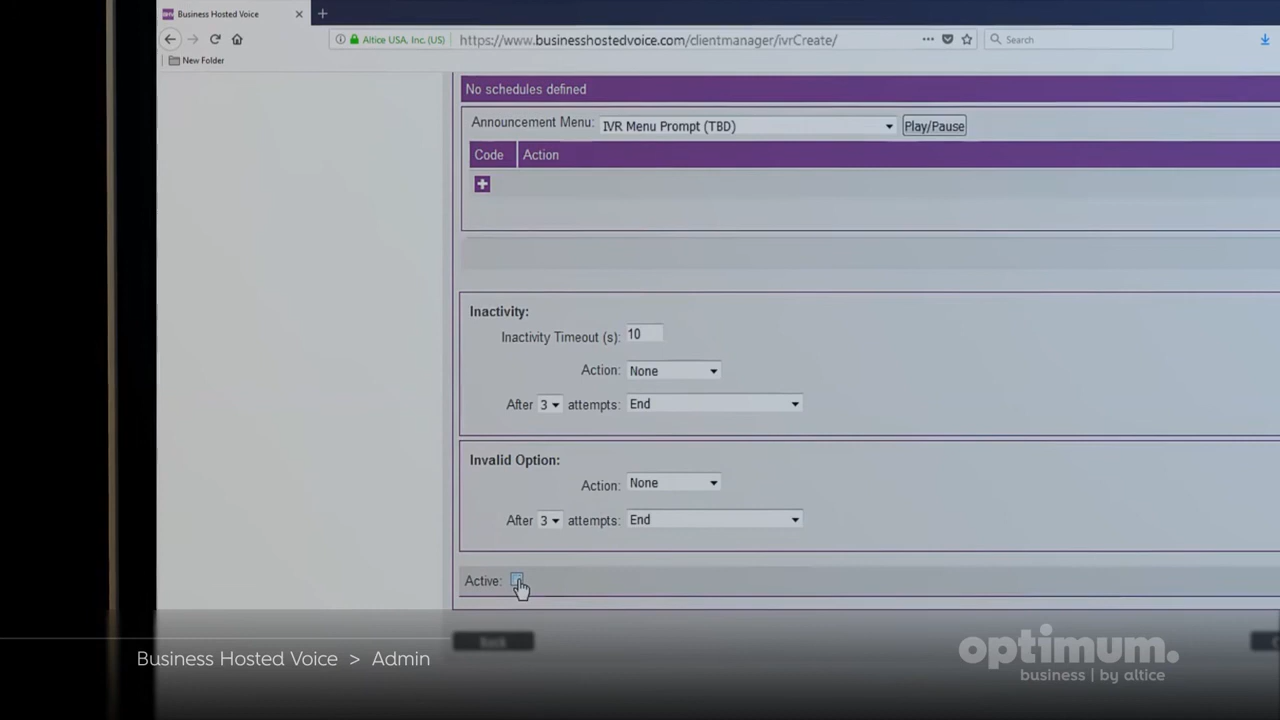 Business Hosted Voice
Altice USA, Inc. (US)
https://www.businesshostedvoice.com/clientmanager/ivrCreate/
Search
New Folder
No schedules defined
Announcement Menu: IVR Menu Prompt (TBD) Play/Pause
Code Action
Inactivity:
Inactivity Timeout (s): 10
Action: None
After 3 attempts: End
Invalid Option:
Action: None
After 3 attempts: End
Active:
Back
Business Hosted Voice > Admin
optimum.
business | by altice